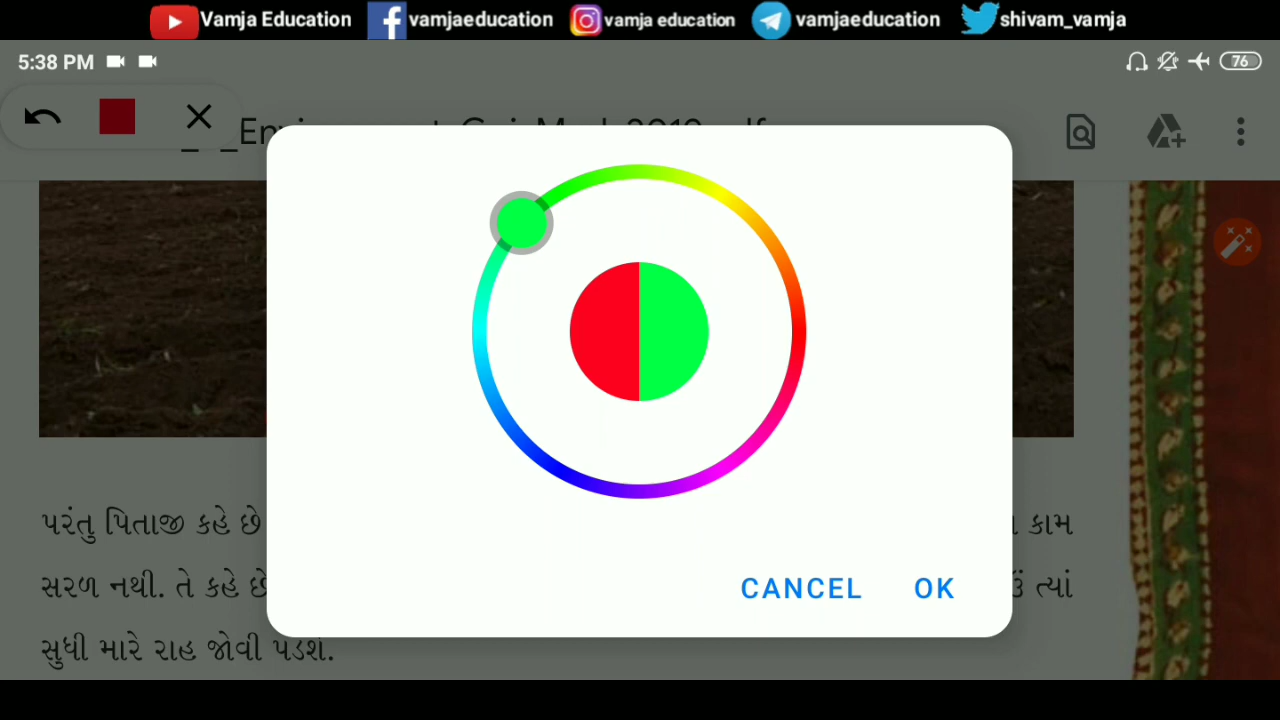 Vamja Education vamjaeducation vamja education vamjaeducation shivam_vamja
5:38 PM 76
CANCEL OK
પરંતુ પિતાજી કહે છે કામ
સરળ નથી. તે કહે છે ત્યાં
સુધી મારે રાહ જોવી પડશે.